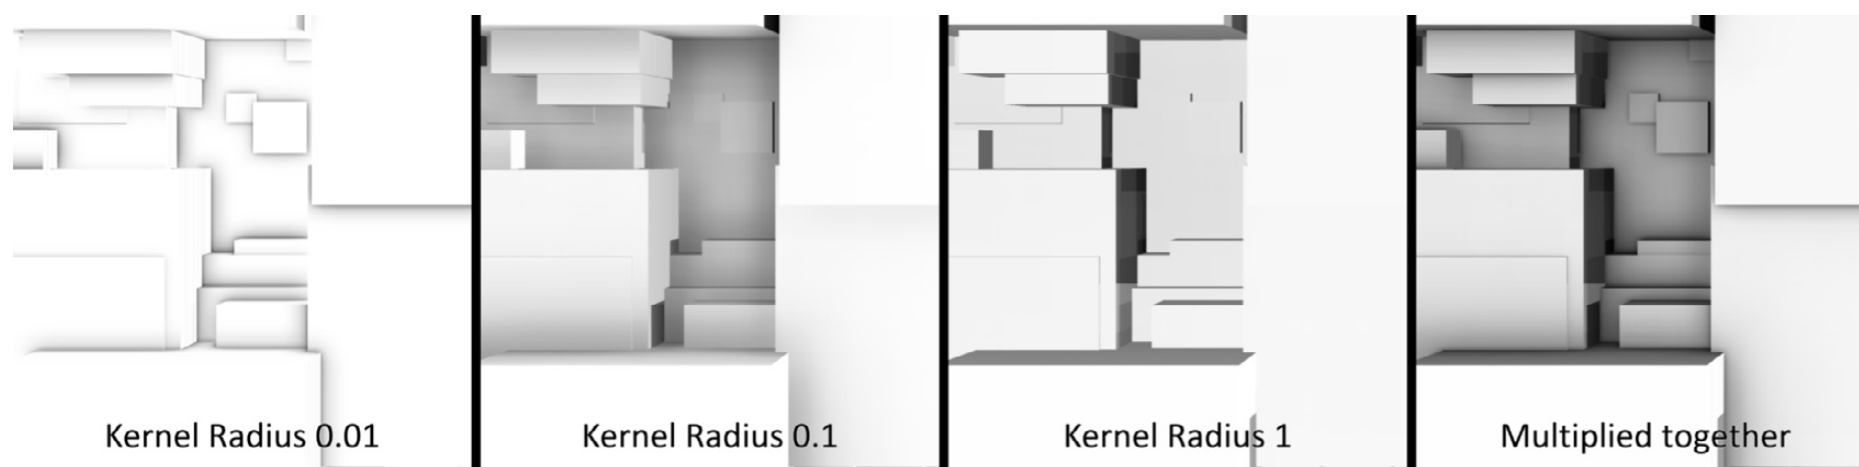 Kernel Radius 0.01
Kernel Radius 0.1
Kernel Radius 1
Multiplied together